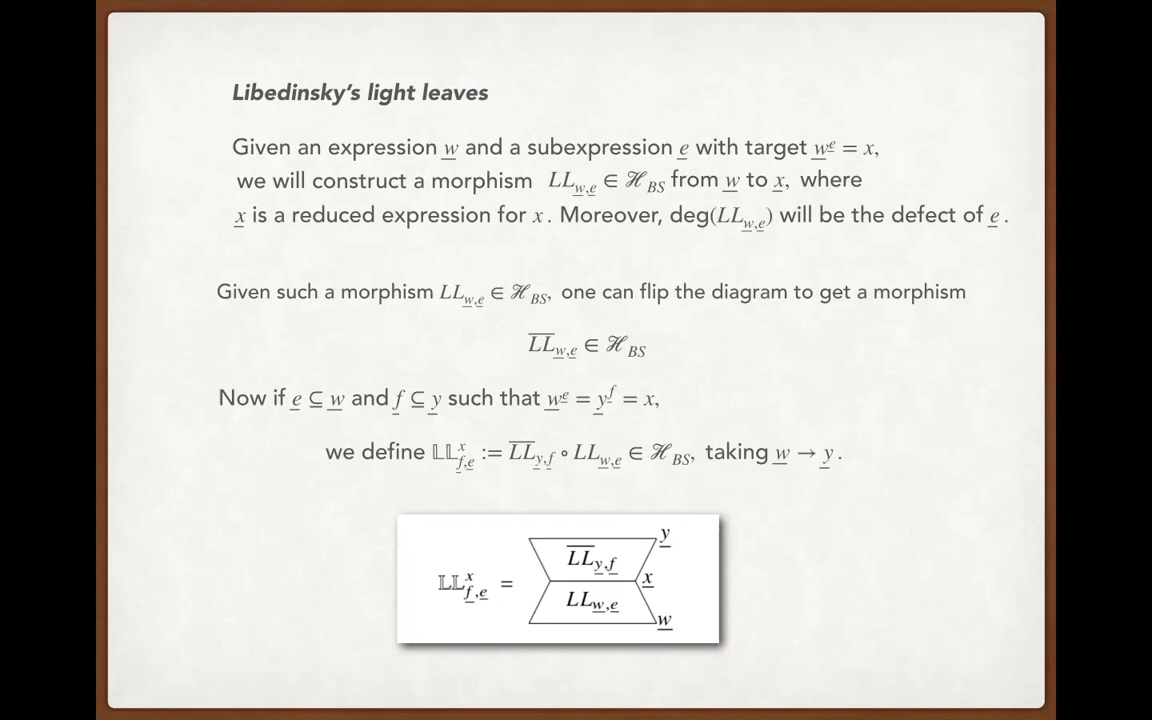 Libedinsky's light leaves
Given an expression w̲ and a subexpression e̲ with target w̲^e̲ = x,
we will construct a morphism LL_{w̲,e̲} ∈ ℋ_BS from w̲ to x̲, where
x̲ is a reduced expression for x. Moreover, deg(LL_{w̲,e̲}) will be the defect of e̲.
Given such a morphism LL_{w̲,e̲} ∈ ℋ_BS, one can flip the diagram to get a morphism
\overline{LL}_{w̲,e̲} ∈ ℋ_BS
Now if e̲ ⊆ w̲ and f̲ ⊆ y̲ such that w̲^e̲ = y̲^f̲ = x,
we define 𝕃𝕃^x_{f̲,e̲} := \overline{LL}_{y̲,f̲} ∘ LL_{w̲,e̲} ∈ ℋ_BS, taking w̲ → y̲.
y̲
\overline{LL}_{y̲,f̲}
𝕃𝕃^x_{f̲,e̲} =
x̲
LL_{w̲,e̲}
w̲